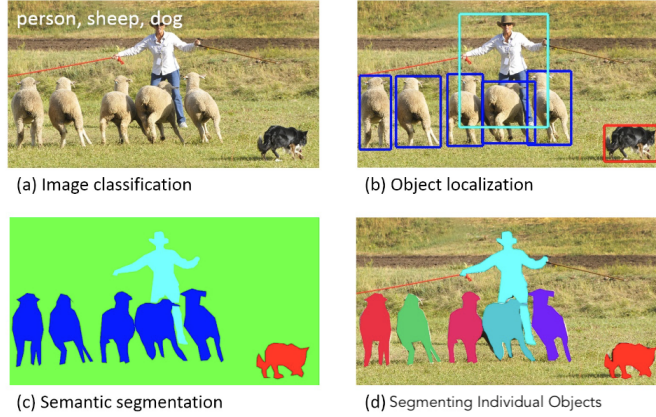 person, sheep, dog
(a) Image classification
(b) Object localization
(c) Semantic segmentation
(d) Segmenting Individual Objects